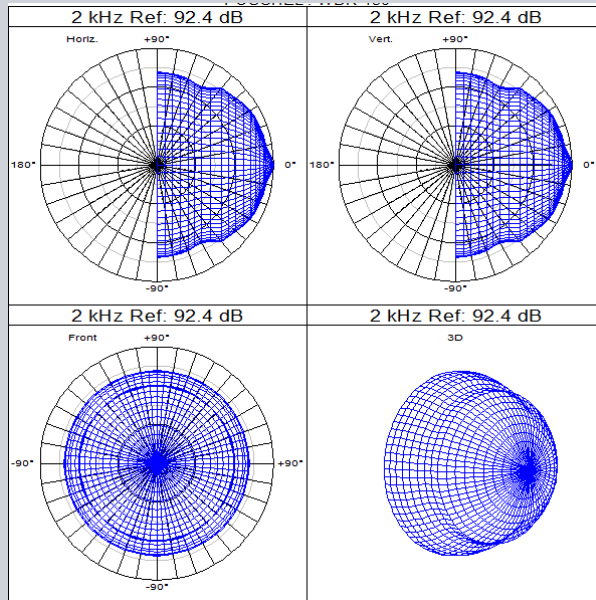 2 kHz Ref: 92.4 dB
2 kHz Ref: 92.4 dB
Horiz.
+90°
180°
0°
-90°
Vert.
+90°
180°
0°
-90°
2 kHz Ref: 92.4 dB
2 kHz Ref: 92.4 dB
Front
+90°
-90°
+90°
-90°
3D